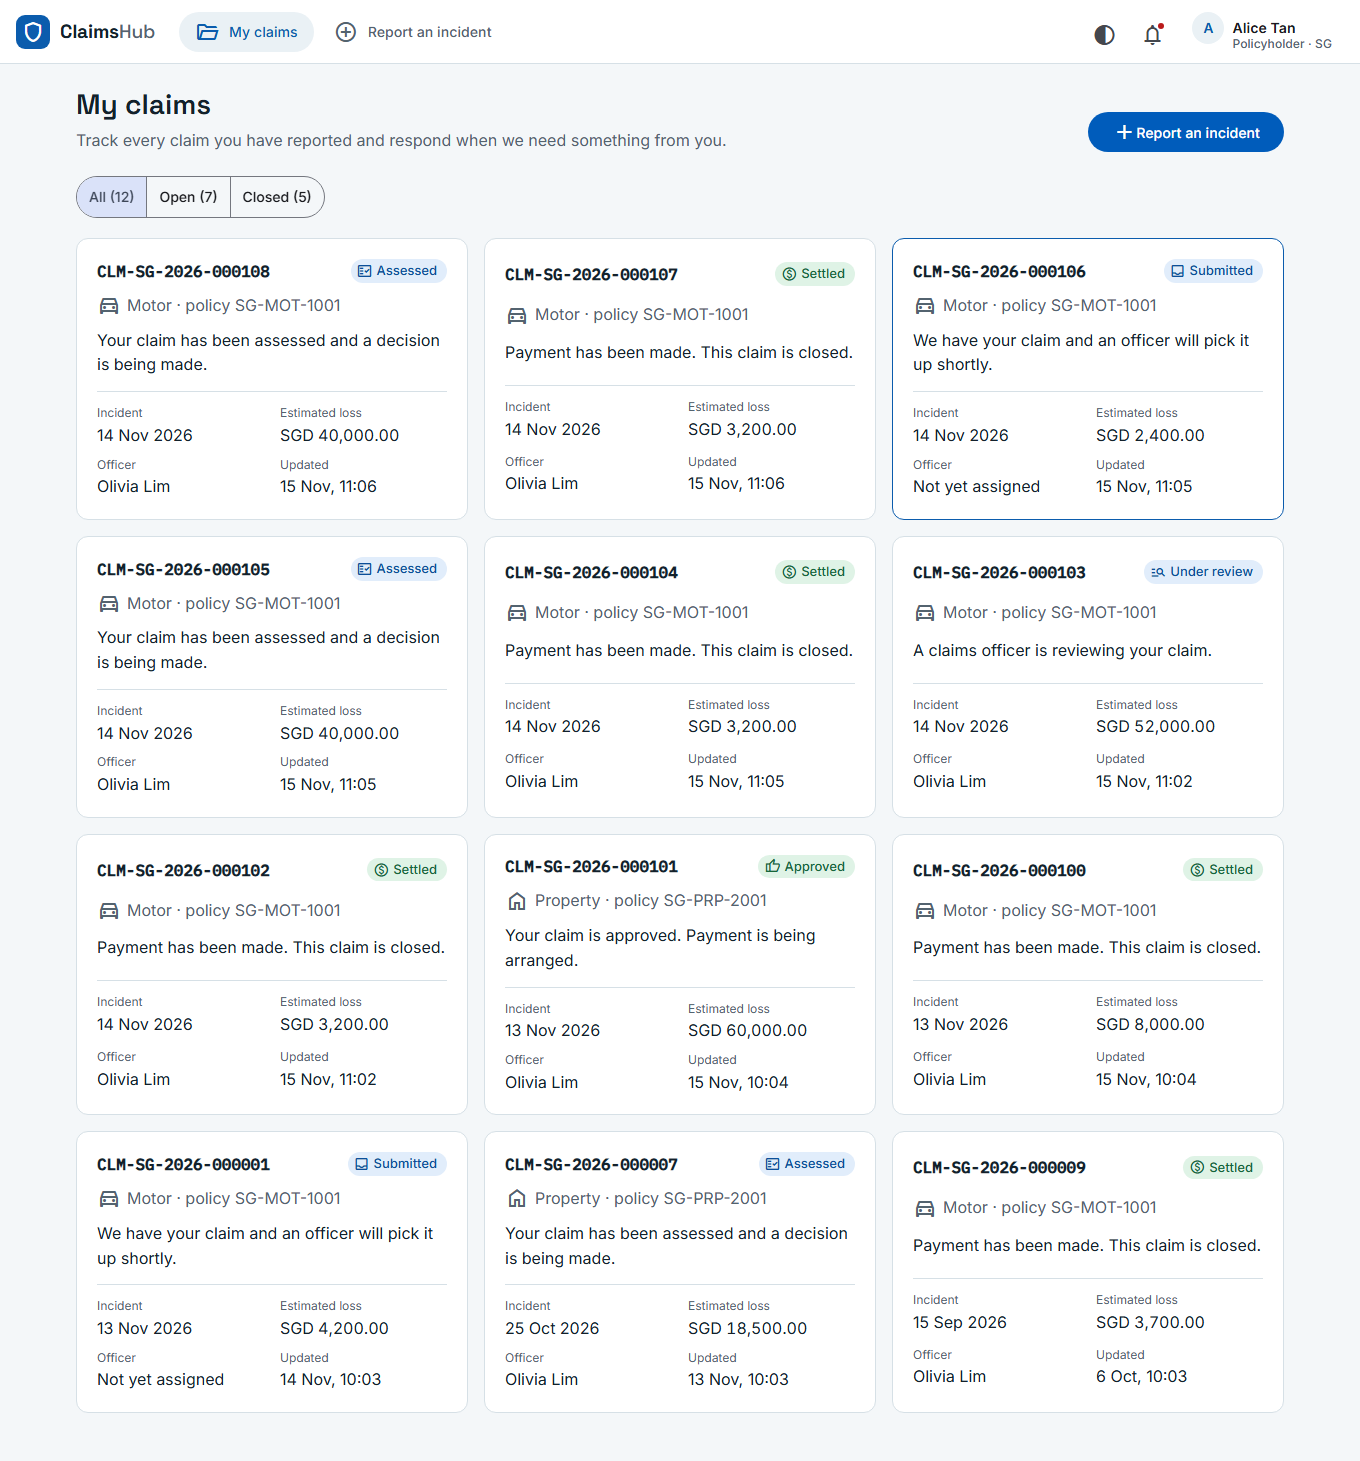 ClaimsHub
My claims
Report an incident
A
Alice Tan
Policyholder · SG
My claims
Track every claim you have reported and respond when we need something from you.
Report an incident
All (12)
Open (7)
Closed (5)
CLM-SG-2026-000108
Assessed
Motor · policy SG-MOT-1001
Your claim has been assessed and a decision
is being made.
Incident
Estimated loss
14 Nov 2026
SGD 40,000.00
Officer
Updated
Olivia Lim
15 Nov, 11:06
CLM-SG-2026-000107
Settled
Motor · policy SG-MOT-1001
Payment has been made. This claim is closed.
Incident
Estimated loss
14 Nov 2026
SGD 3,200.00
Officer
Updated
Olivia Lim
15 Nov, 11:06
CLM-SG-2026-000106
Submitted
Motor · policy SG-MOT-1001
We have your claim and an officer will pick it
up shortly.
Incident
Estimated loss
14 Nov 2026
SGD 2,400.00
Officer
Updated
Not yet assigned
15 Nov, 11:05
CLM-SG-2026-000105
Assessed
Motor · policy SG-MOT-1001
Your claim has been assessed and a decision
is being made.
Incident
Estimated loss
14 Nov 2026
SGD 40,000.00
Officer
Updated
Olivia Lim
15 Nov, 11:05
CLM-SG-2026-000104
Settled
Motor · policy SG-MOT-1001
Payment has been made. This claim is closed.
Incident
Estimated loss
14 Nov 2026
SGD 3,200.00
Officer
Updated
Olivia Lim
15 Nov, 11:05
CLM-SG-2026-000103
Under review
Motor · policy SG-MOT-1001
A claims officer is reviewing your claim.
Incident
Estimated loss
14 Nov 2026
SGD 52,000.00
Officer
Updated
Olivia Lim
15 Nov, 11:02
CLM-SG-2026-000102
Settled
Motor · policy SG-MOT-1001
Payment has been made. This claim is closed.
Incident
Estimated loss
14 Nov 2026
SGD 3,200.00
Officer
Updated
Olivia Lim
15 Nov, 11:02
CLM-SG-2026-000101
Approved
Property · policy SG-PRP-2001
Your claim is approved. Payment is being
arranged.
Incident
Estimated loss
13 Nov 2026
SGD 60,000.00
Officer
Updated
Olivia Lim
15 Nov, 10:04
CLM-SG-2026-000100
Settled
Motor · policy SG-MOT-1001
Payment has been made. This claim is closed.
Incident
Estimated loss
13 Nov 2026
SGD 8,000.00
Officer
Updated
Olivia Lim
15 Nov, 10:04
CLM-SG-2026-000001
Submitted
Motor · policy SG-MOT-1001
We have your claim and an officer will pick it
up shortly.
Incident
Estimated loss
13 Nov 2026
SGD 4,200.00
Officer
Updated
Not yet assigned
14 Nov, 10:03
CLM-SG-2026-000007
Assessed
Property · policy SG-PRP-2001
Your claim has been assessed and a decision
is being made.
Incident
Estimated loss
25 Oct 2026
SGD 18,500.00
Officer
Updated
Olivia Lim
13 Nov, 10:03
CLM-SG-2026-000009
Settled
Motor · policy SG-MOT-1001
Payment has been made. This claim is closed.
Incident
Estimated loss
15 Sep 2026
SGD 3,700.00
Officer
Updated
Olivia Lim
6 Oct, 10:03